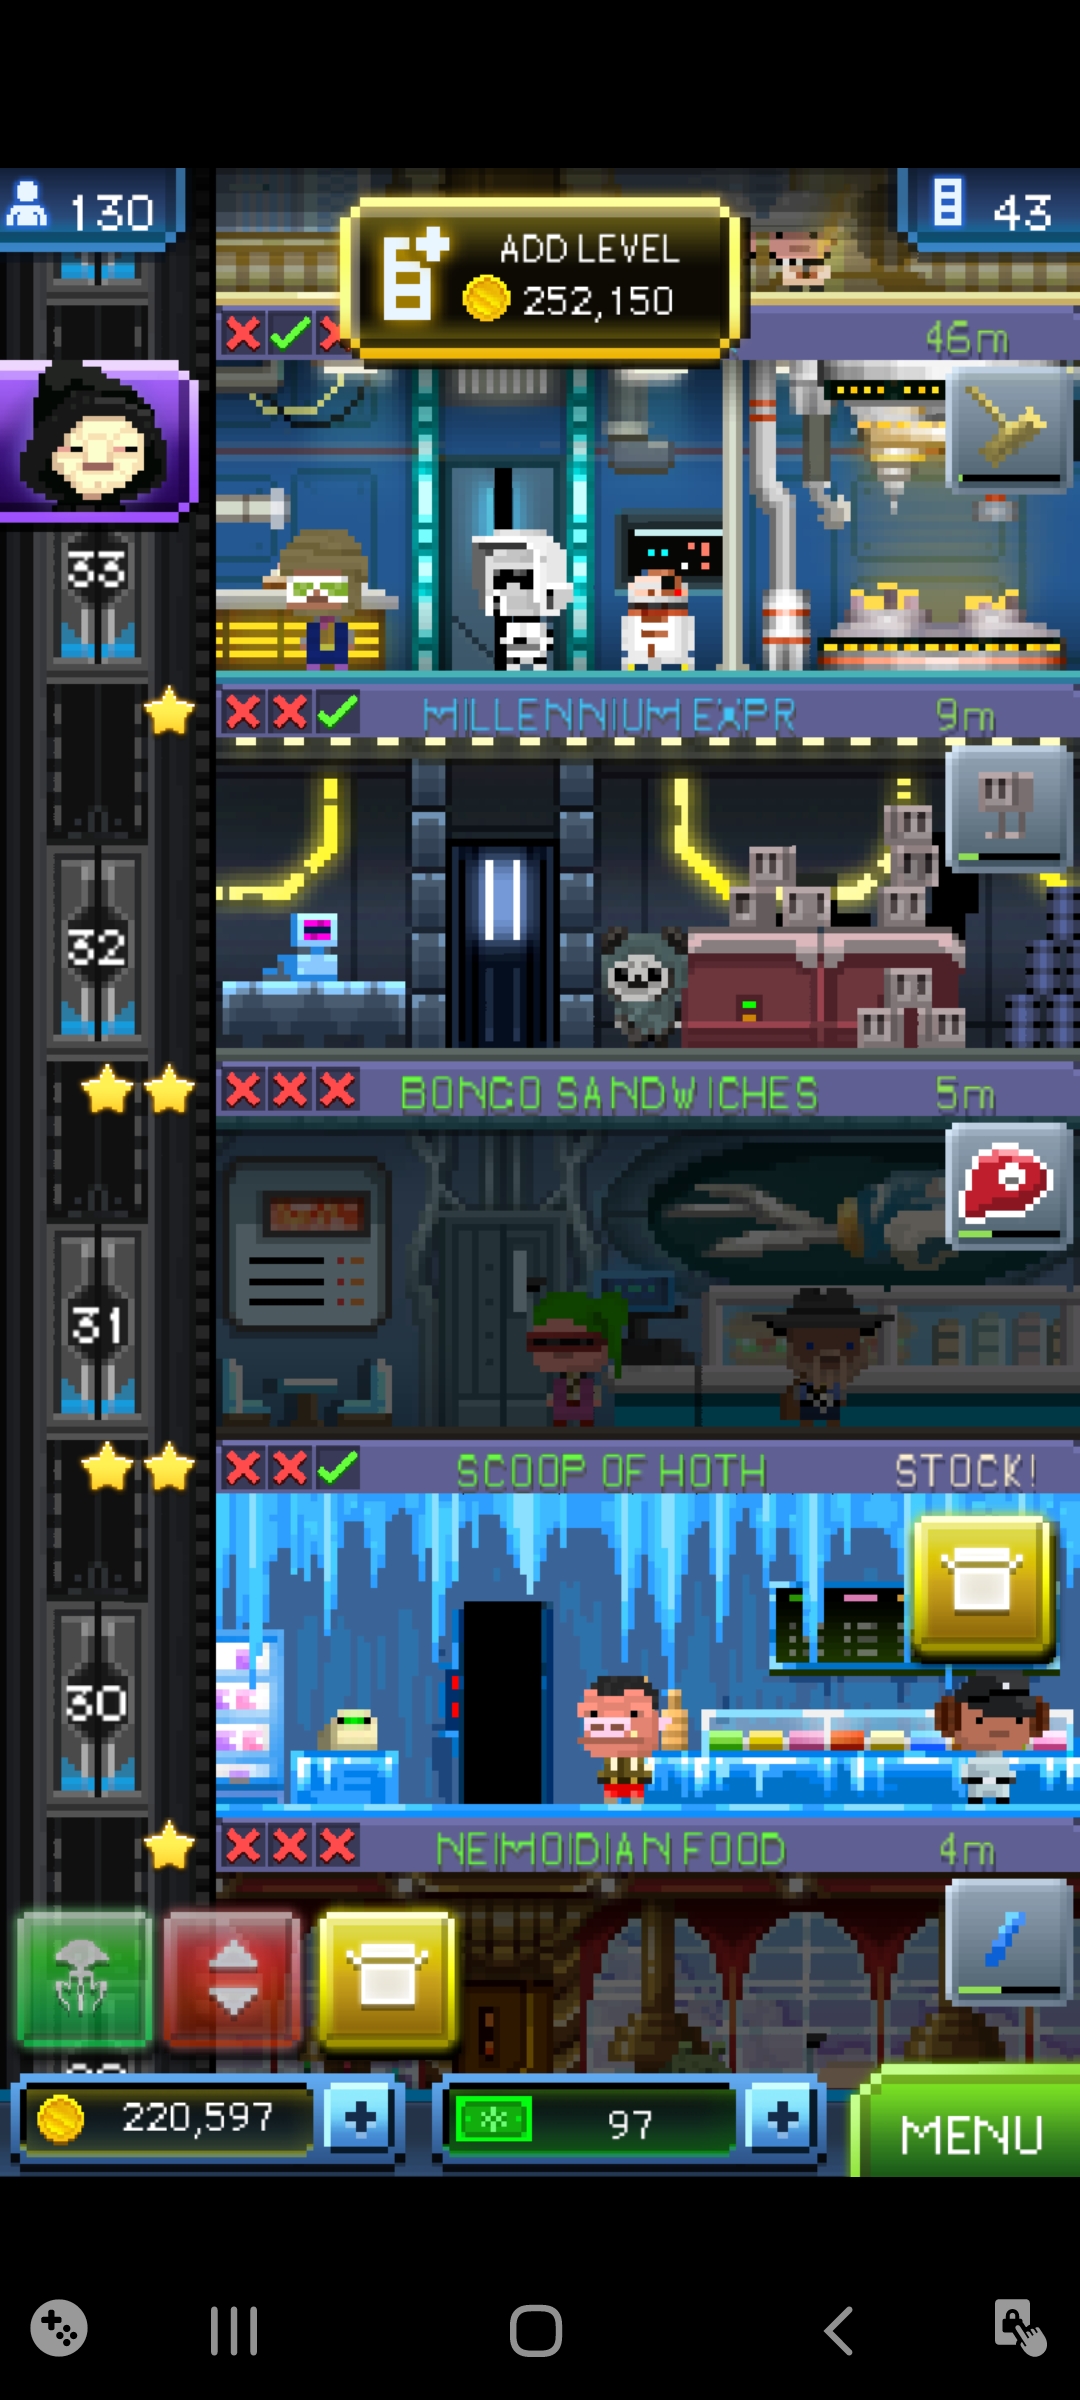 130
43
ADD LEVEL
252,150
46m
33
MILLENNIUM EXPR
9m
32
BONGO SANDWICHES
5m
31
SCOOP OF HOTH
STOCK!
30
NEIMOIDIAN FOOD
4m
220,597
97
MENU